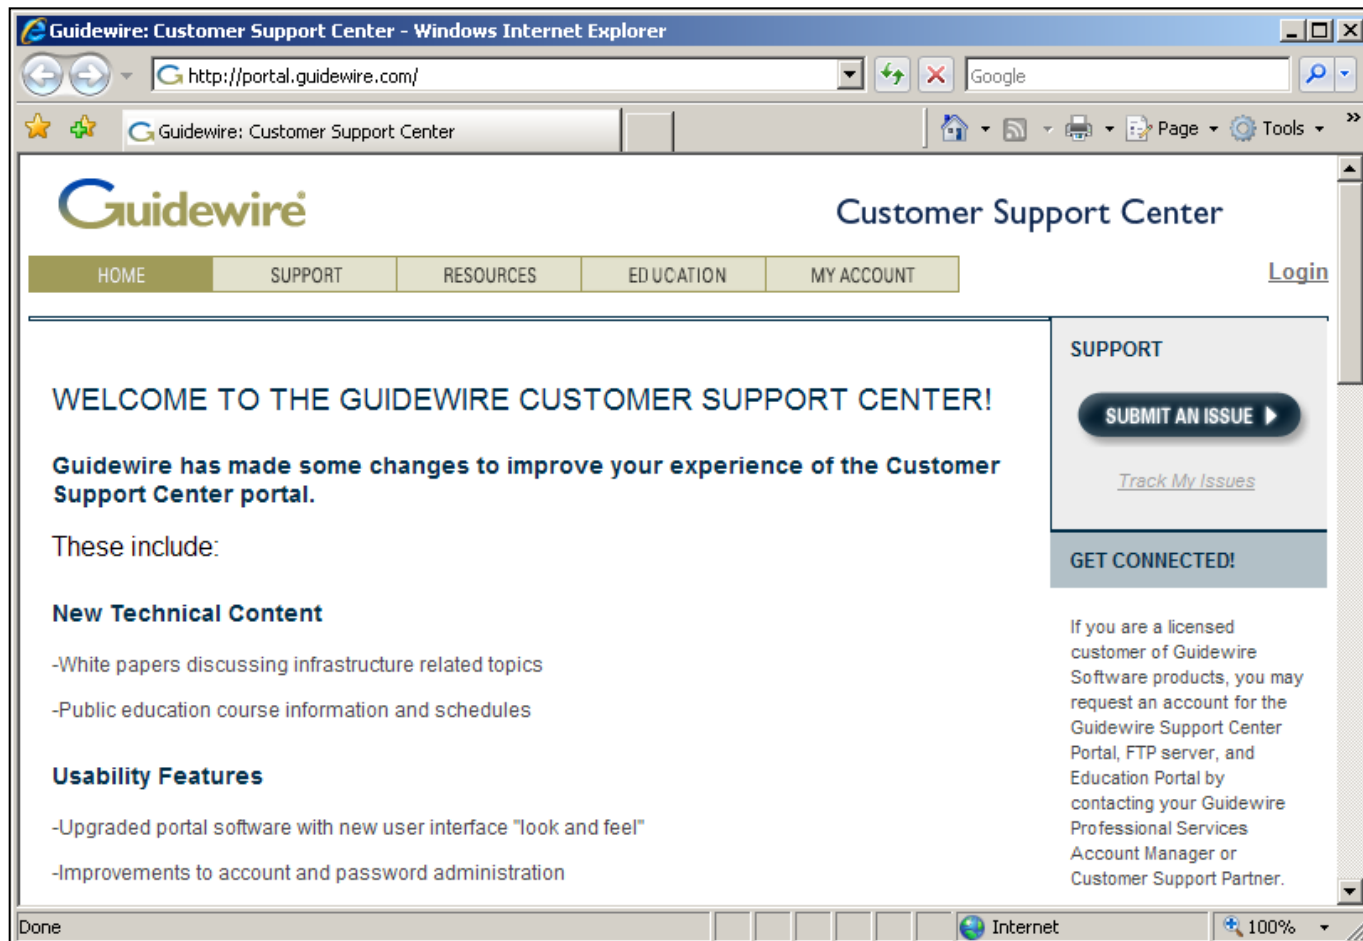 Guidewire: Customer Support Center - Windows Internet Explorer
http://portal.guidewire.com/
Google
Guidewire: Customer Support Center
Page
Tools
»
Guidewire®
Customer Support Center
HOME
SUPPORT
RESOURCES
EDUCATION
MY ACCOUNT
Login
WELCOME TO THE GUIDEWIRE CUSTOMER SUPPORT CENTER!
Guidewire has made some changes to improve your experience of the Customer
Support Center portal.
These include:
New Technical Content
-White papers discussing infrastructure related topics
-Public education course information and schedules
Usability Features
-Upgraded portal software with new user interface "look and feel"
-Improvements to account and password administration
SUPPORT
SUBMIT AN ISSUE
Track My Issues
GET CONNECTED!
If you are a licensed
customer of Guidewire
Software products, you may
request an account for the
Guidewire Support Center
Portal, FTP server, and
Education Portal by
contacting your Guidewire
Professional Services
Account Manager or
Customer Support Partner.
Done
Internet
100%